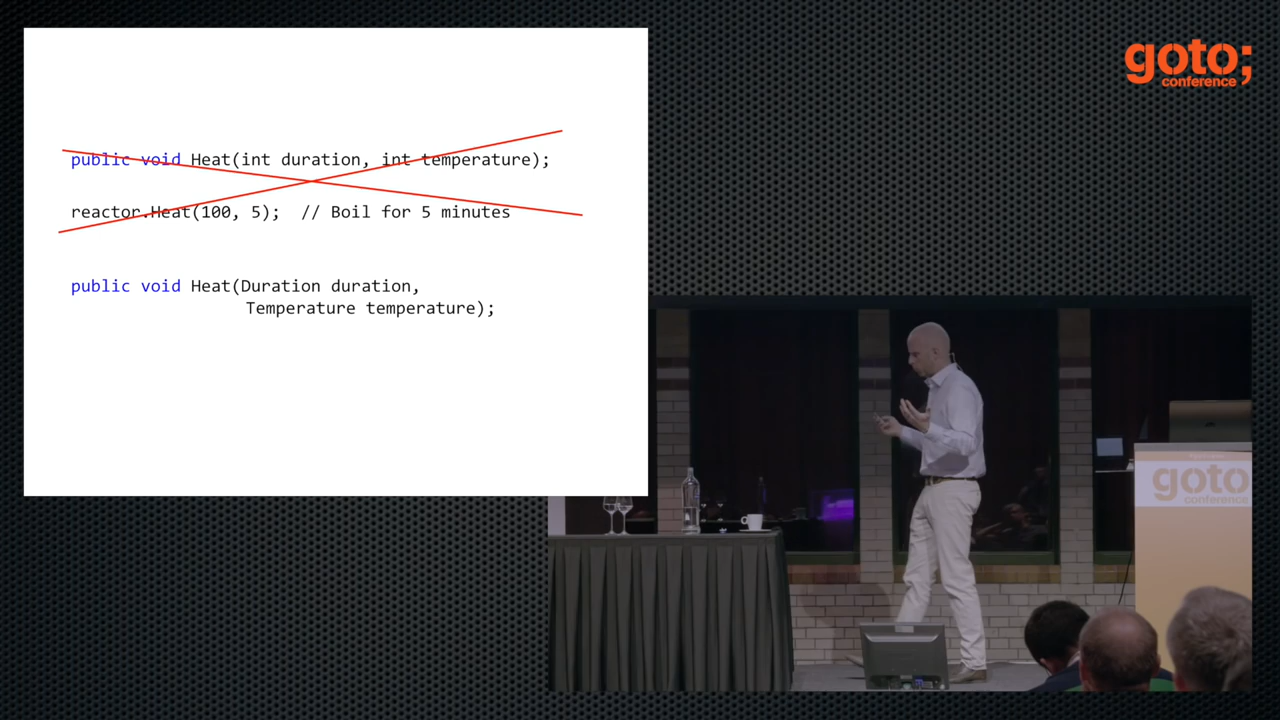 goto;
conference
public void Heat(int duration, int temperature);
reactor.Heat(100, 5);  // Boil for 5 minutes
public void Heat(Duration duration,
Temperature temperature);
goto
conference